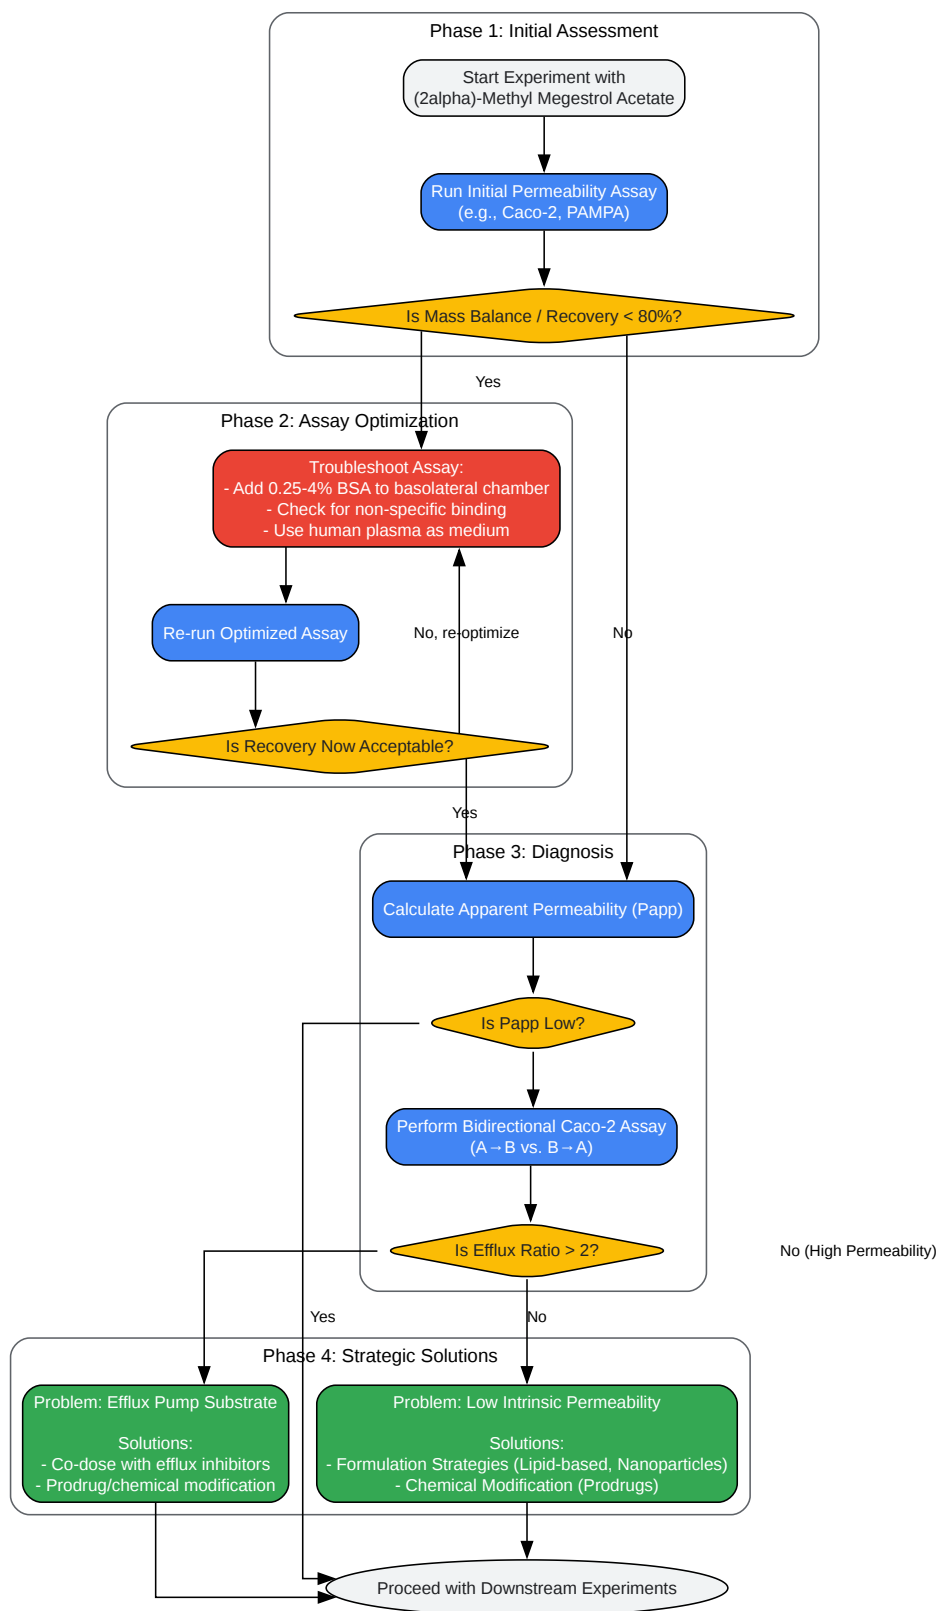 Phase 1: Initial Assessment
Start Experiment with
(2alpha)-Methyl Megestrol Acetate
Run Initial Permeability Assay
(e.g., Caco-2, PAMPA)
Is Mass Balance / Recovery < 80%?
Yes
Phase 2: Assay Optimization
Troubleshoot Assay:
- Add 0.25-4% BSA to basolateral chamber
- Check for non-specific binding
- Use human plasma as medium
Re-run Optimized Assay
No, re-optimize
No
Is Recovery Now Acceptable?
Yes
Phase 3: Diagnosis
Calculate Apparent Permeability (Papp)
Is Papp Low?
Perform Bidirectional Caco-2 Assay
(A→B vs. B→A)
Is Efflux Ratio > 2?
No (High Permeability)
Yes
No
Phase 4: Strategic Solutions
Problem: Efflux Pump Substrate
Solutions:
- Co-dose with efflux inhibitors
- Prodrug/chemical modification
Problem: Low Intrinsic Permeability
Solutions:
- Formulation Strategies (Lipid-based, Nanoparticles)
- Chemical Modification (Prodrugs)
Proceed with Downstream Experiments